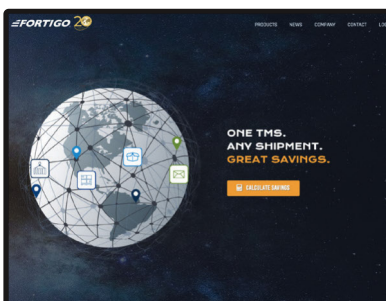 FORTIGO 20
PRODUCTS NEWS COMPANY CONTACT
ONE TMS.
ANY SHIPMENT.
GREAT SAVINGS.
CALCULATE SAVINGS